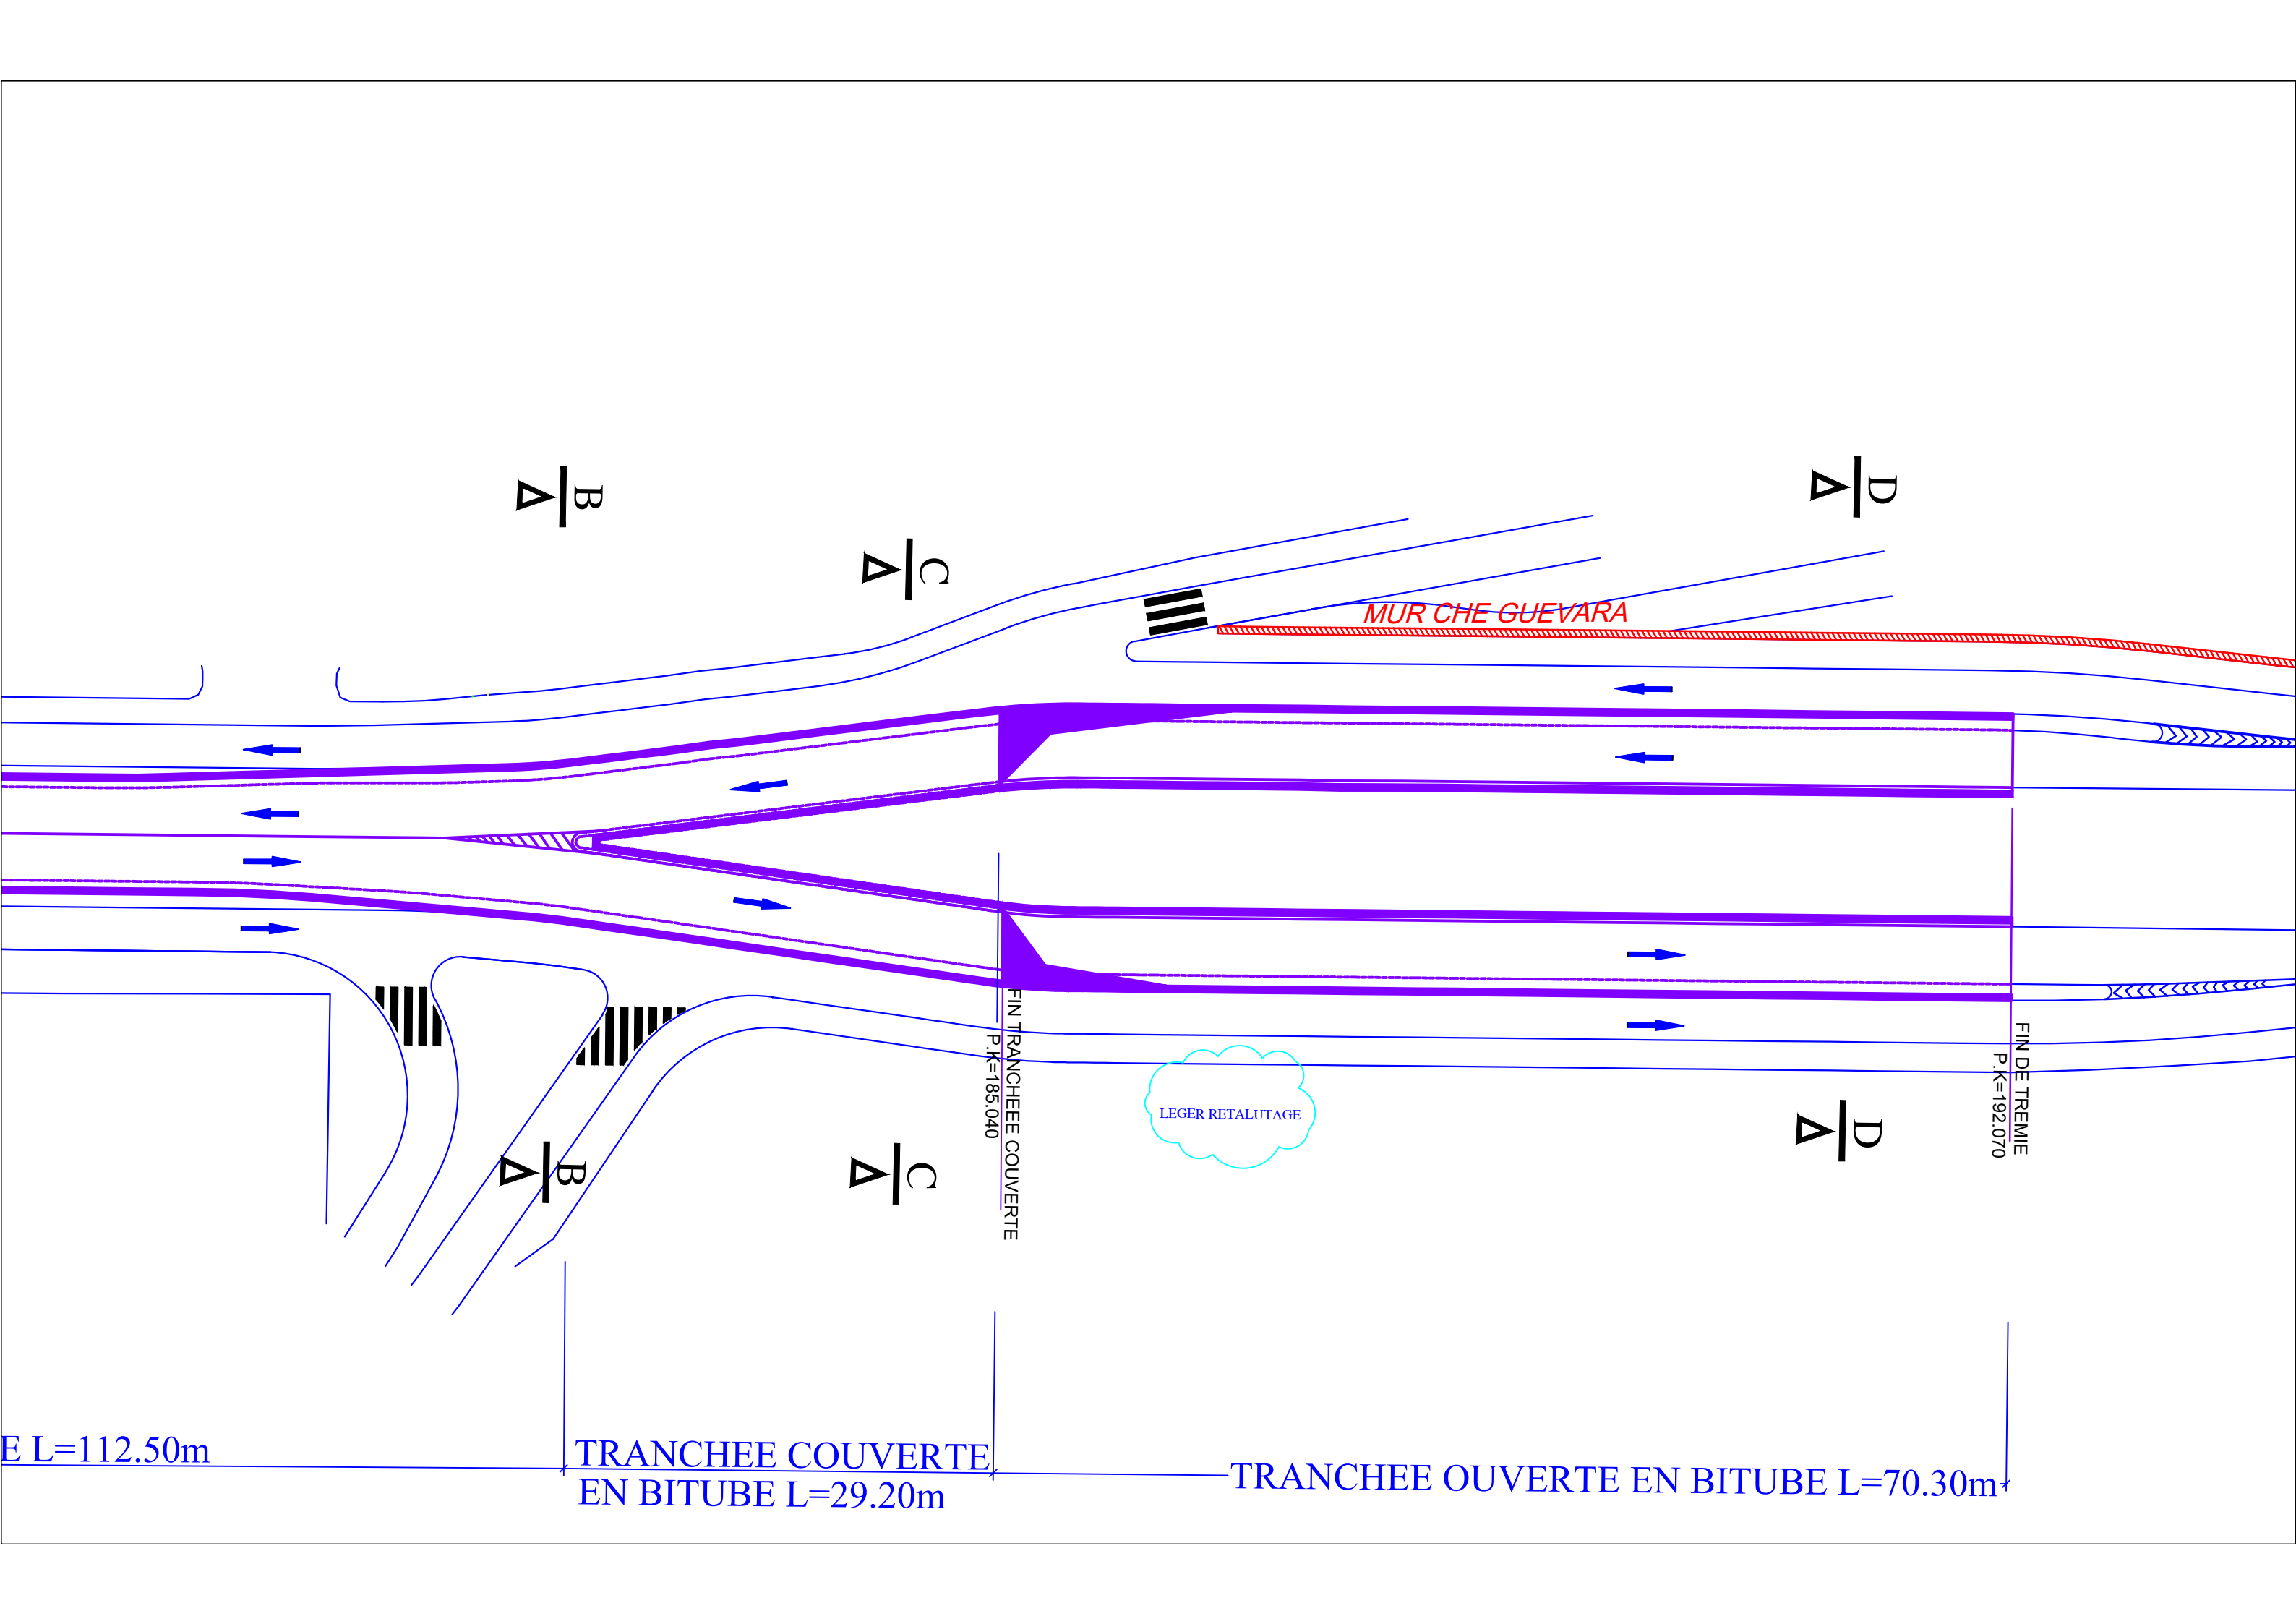 B
D
C
MUR CHE GUEVARA
FIN TRANCHEEE COUVERTE
P.K=185.040
FIN DE TREMIE
P.K=192.070
LEGER RETALUTAGE
B
C
D
E L=112.50m
TRANCHEE COUVERTE
EN BITUBE L=29.20m
TRANCHEE OUVERTE EN BITUBE L=70.30m